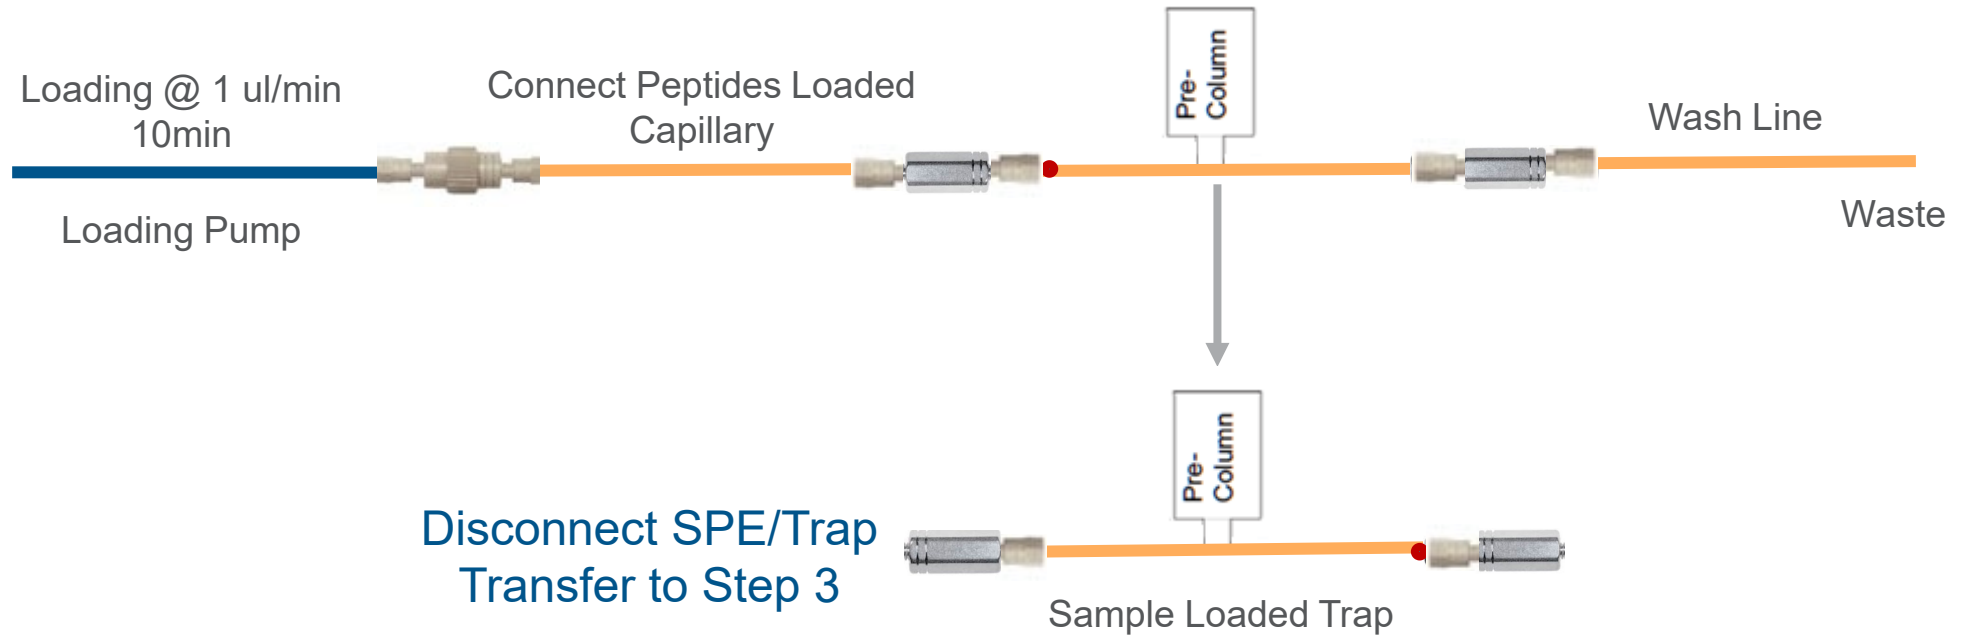 Loading @ 1 ul/min
10min
Loading Pump
Connect Peptides Loaded
Capillary
Pre-
Column
Wash Line
Waste
Pre-
Column
Disconnect SPE/Trap
Transfer to Step 3
Sample Loaded Trap